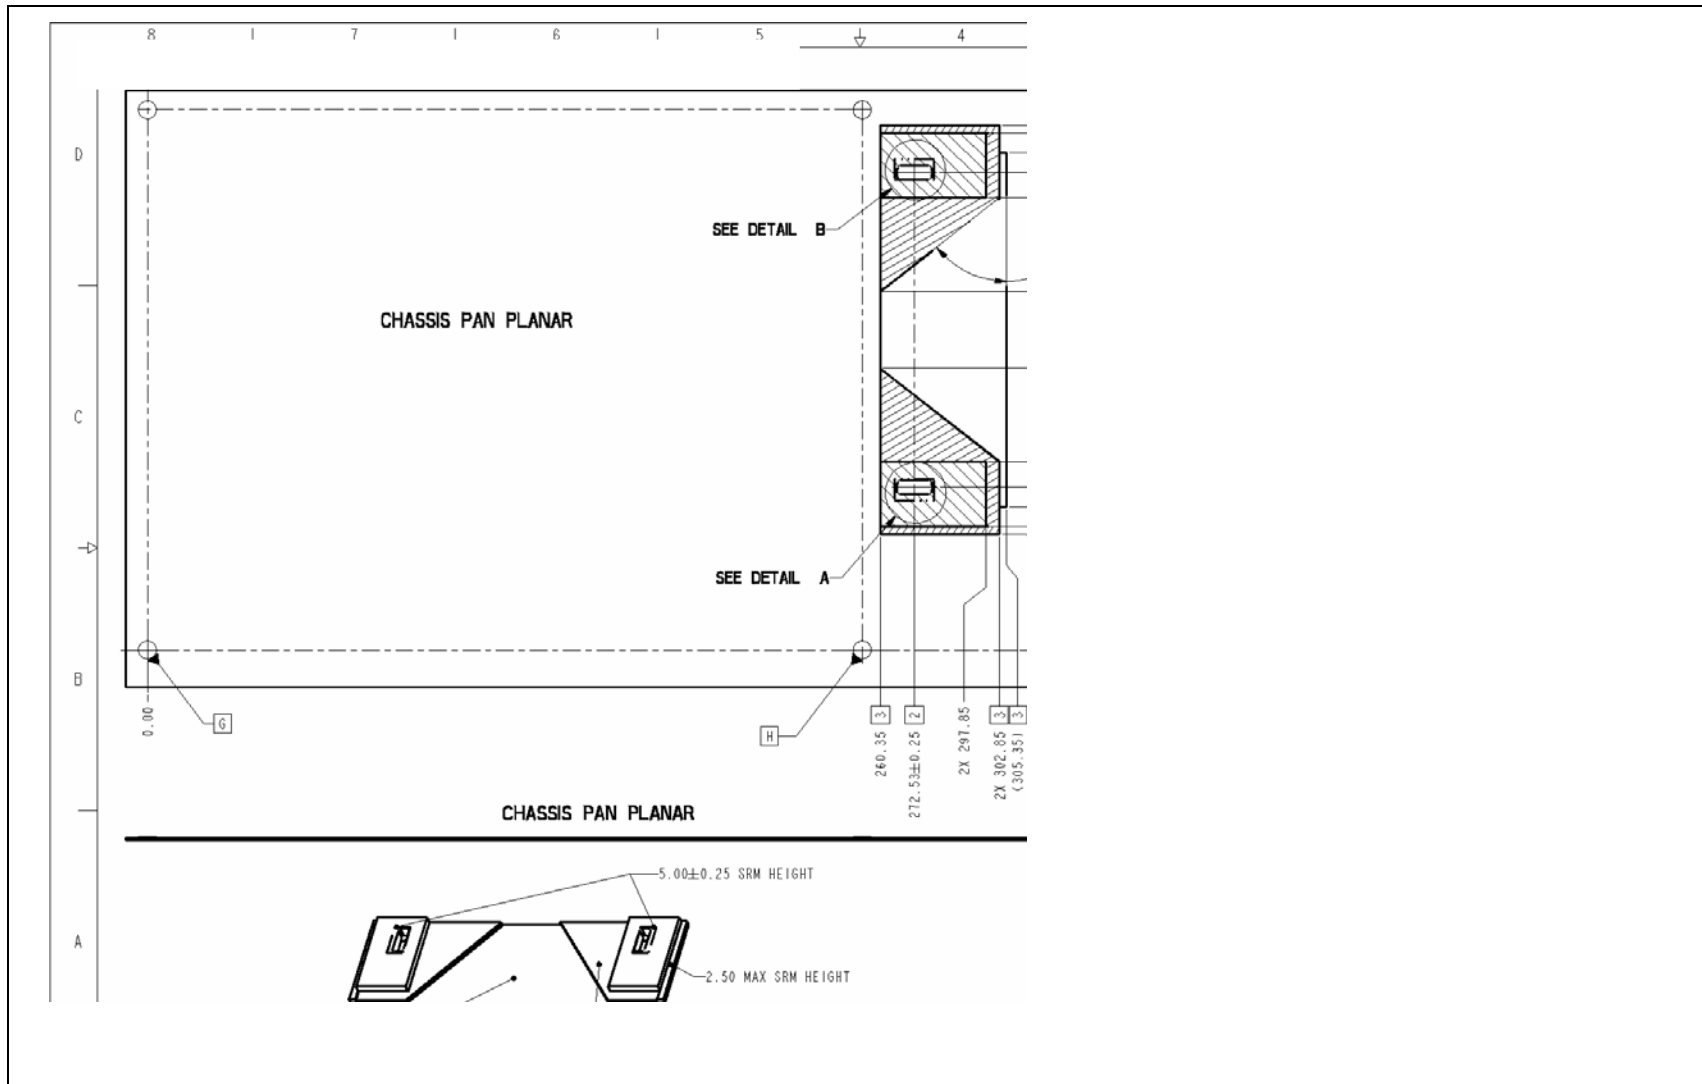 8 7 6 5 4
D
SEE DETAIL B
CHASSIS PAN PLANAR
C
SEE DETAIL A
B
0.00
G
H
260.35 3
272.53±0.25 2
2X 297.85
2X 302.85 3
(305.35) 3
CHASSIS PAN PLANAR
5.00±0.25 SRM HEIGHT
A
2.50 MAX SRM HEIGHT